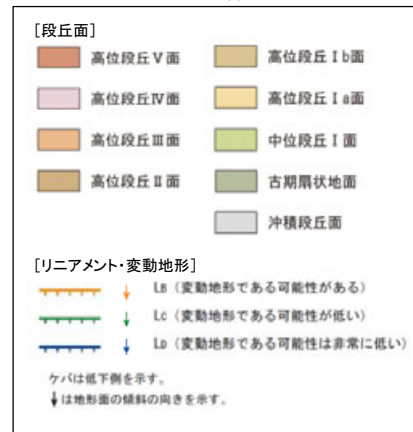 [段丘面]
高位段丘Ⅴ面
高位段丘Ⅰb面
高位段丘Ⅳ面
高位段丘Ⅰa面
高位段丘Ⅲ面
中位段丘Ⅰ面
高位段丘Ⅱ面
古期扇状地面
沖積段丘面
[リニアメント・変動地形]
LB (変動地形である可能性がある)
LC (変動地形である可能性が低い)
LD (変動地形である可能性は非常に低い)
ケバは低下側を示す。
↓は地形面の傾斜の向きを示す。